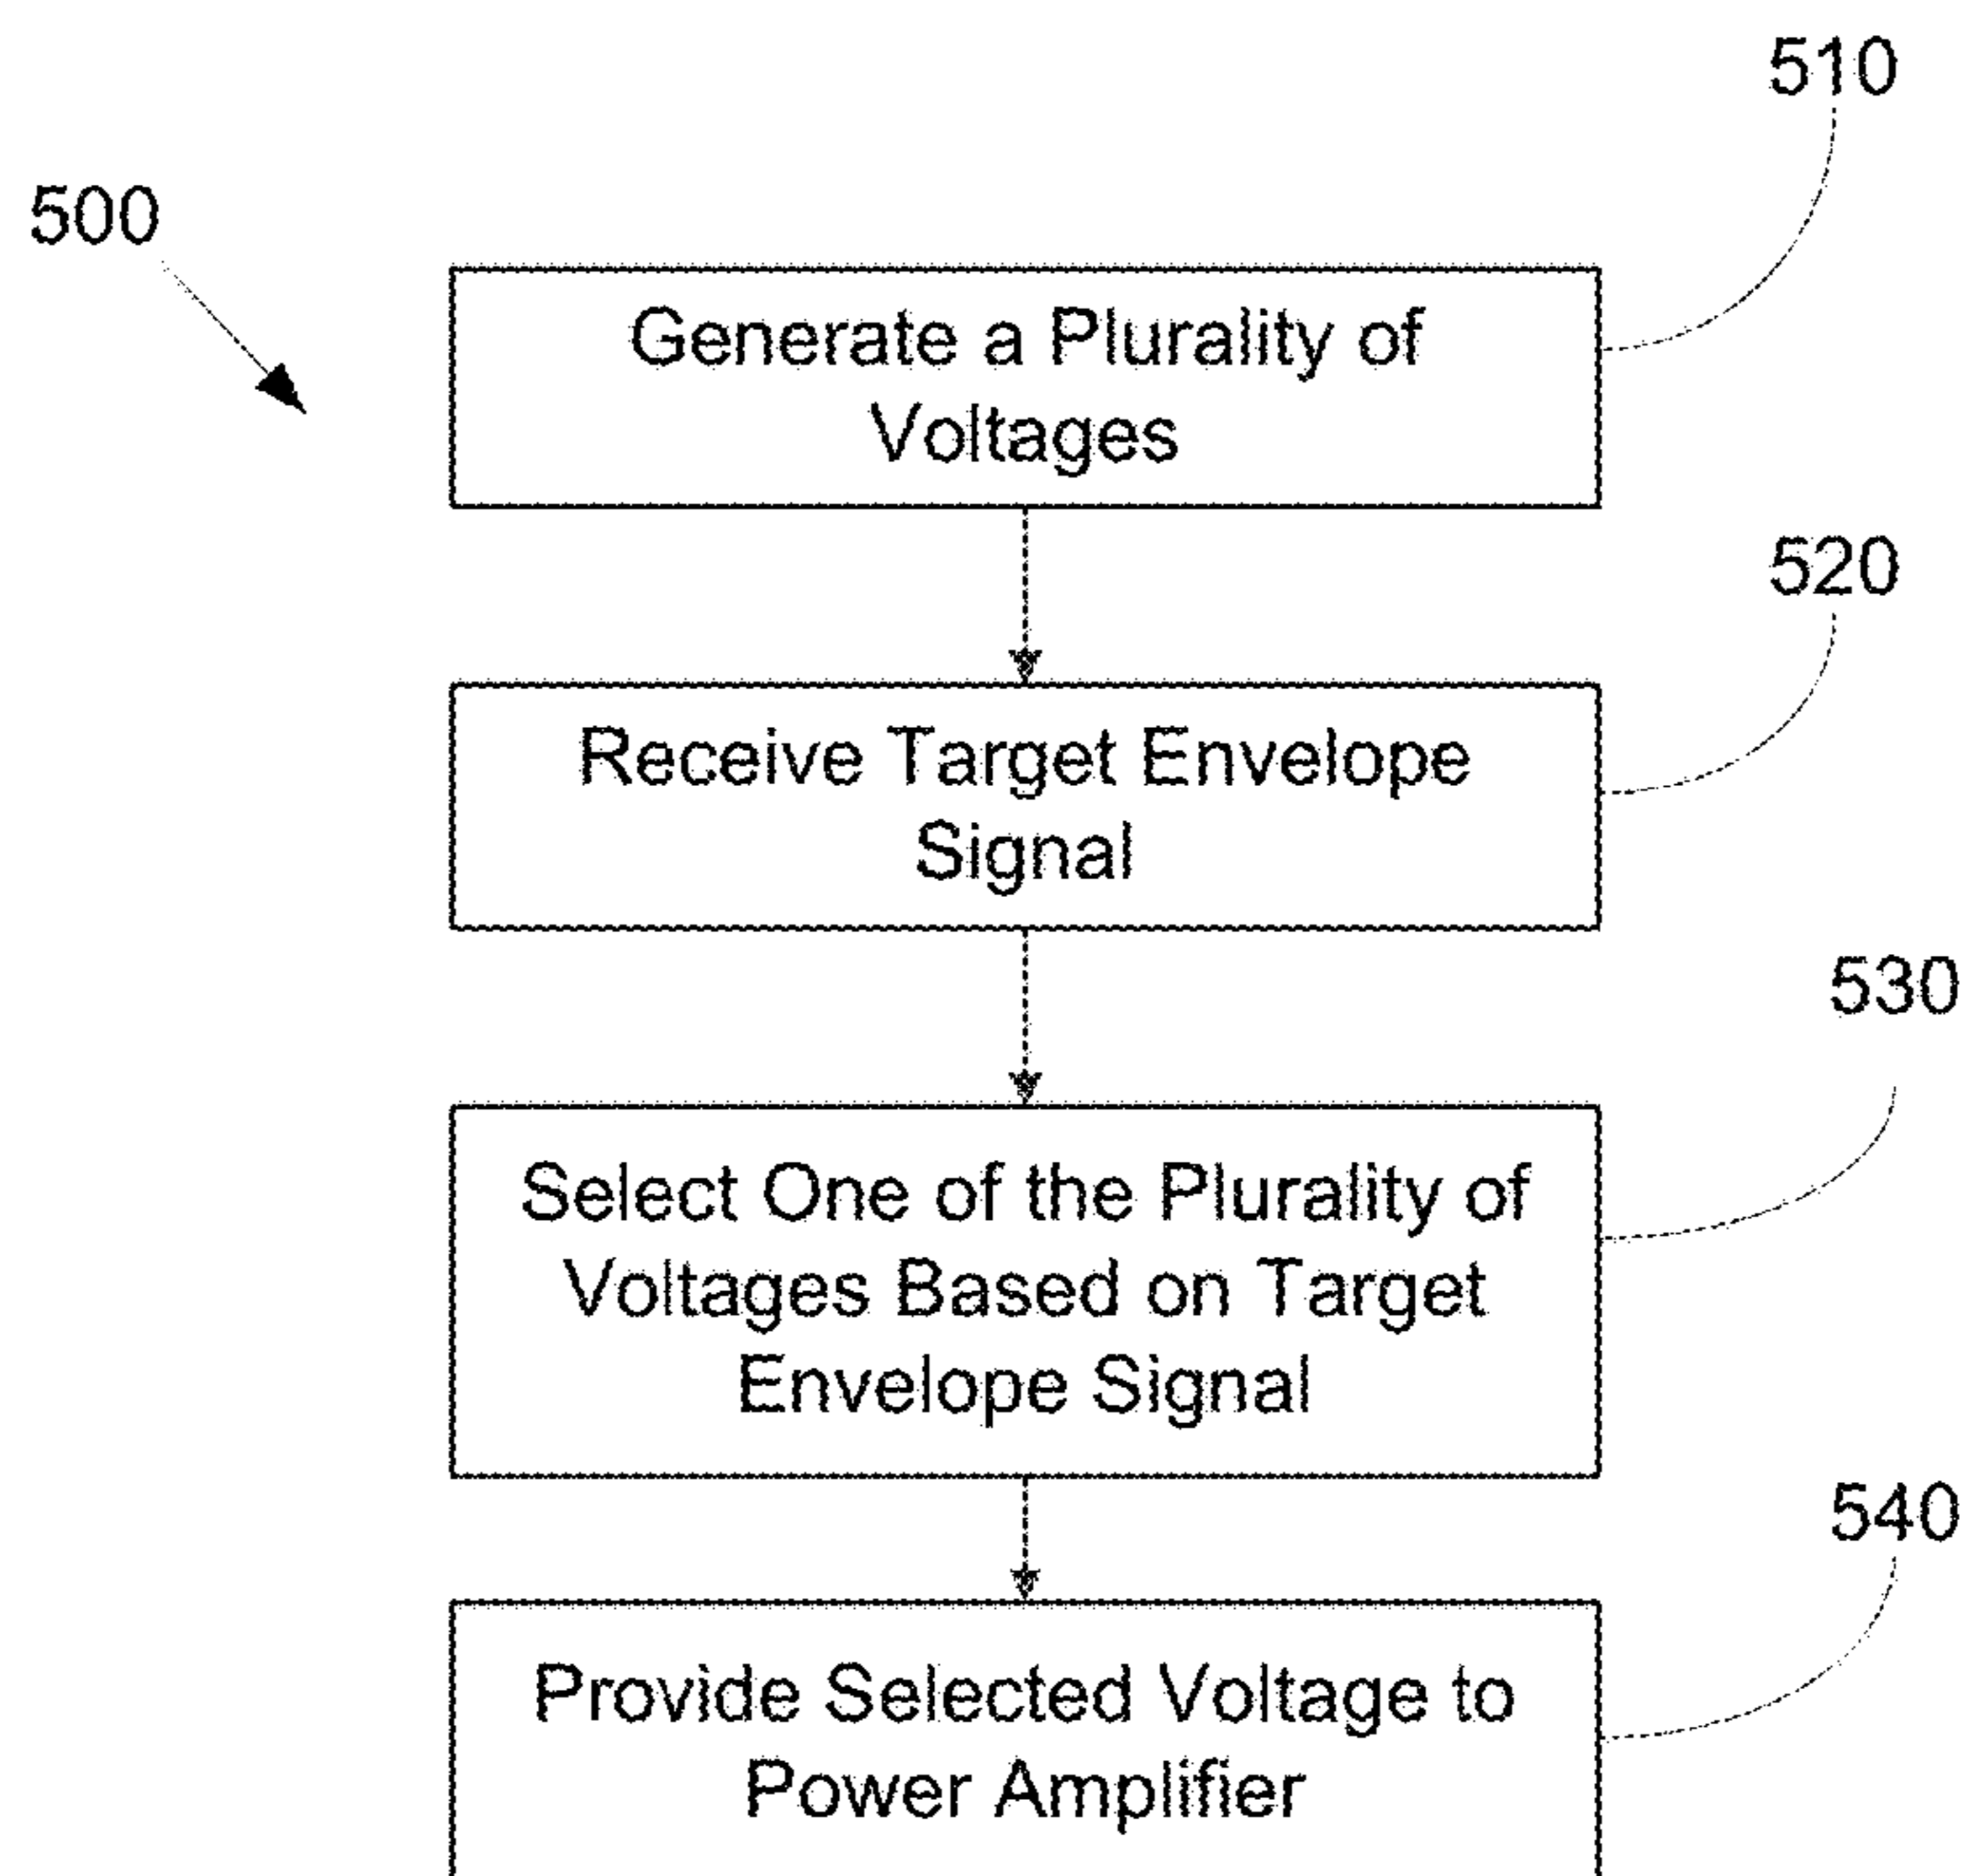 510
500
Generate a Plurality of
Voltages
520
Receive Target Envelope
Signal
530
Select One of the Plurality of
Voltages Based on Target
Envelope Signal
540
Provide Selected Voltage to
Power Amplifier